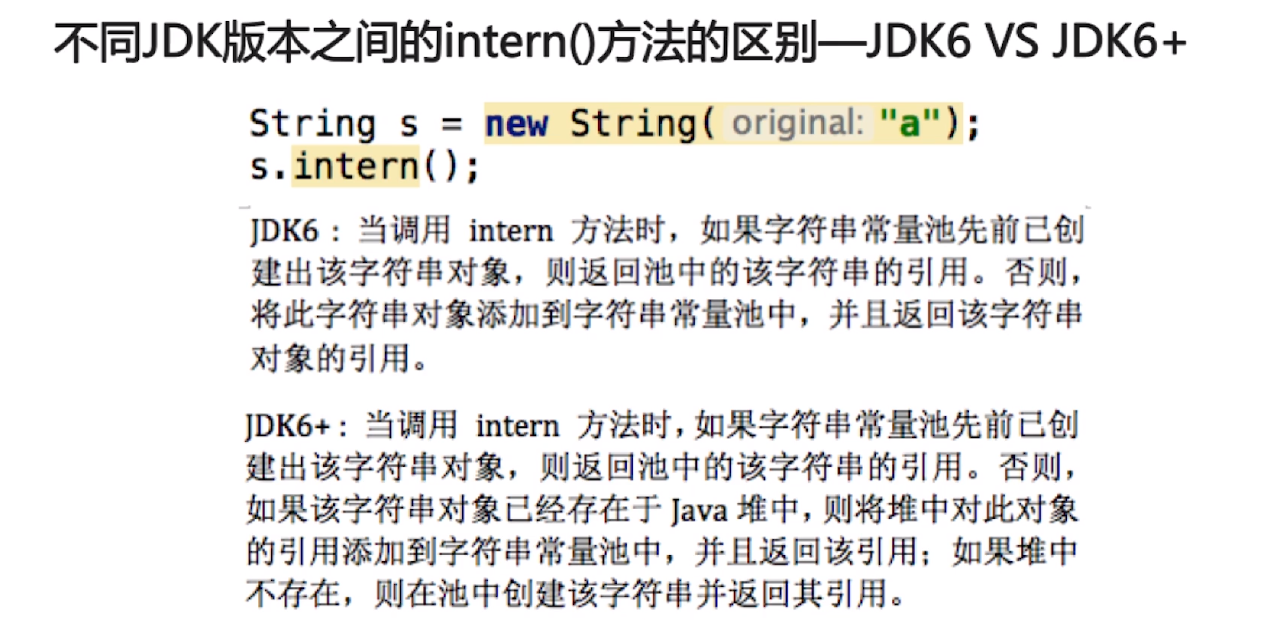 不同JDK版本之间的intern()方法的区别—JDK6 VS JDK6+
String s = new String( original: "a");
s.intern();
JDK6 : 当调用 intern 方法时，如果字符串常量池先前已创
建出该字符串对象，则返回池中的该字符串的引用。否则，
将此字符串对象添加到字符串常量池中，并且返回该字符串
对象的引用。
JDK6+ : 当调用 intern 方法时，如果字符串常量池先前已创
建出该字符串对象，则返回池中的该字符串的引用。否则，
如果该字符串对象已经存在于 Java 堆中，则将堆中对此对象
的引用添加到字符串常量池中，并且返回该引用；如果堆中
不存在，则在池中创建该字符串并返回其引用。